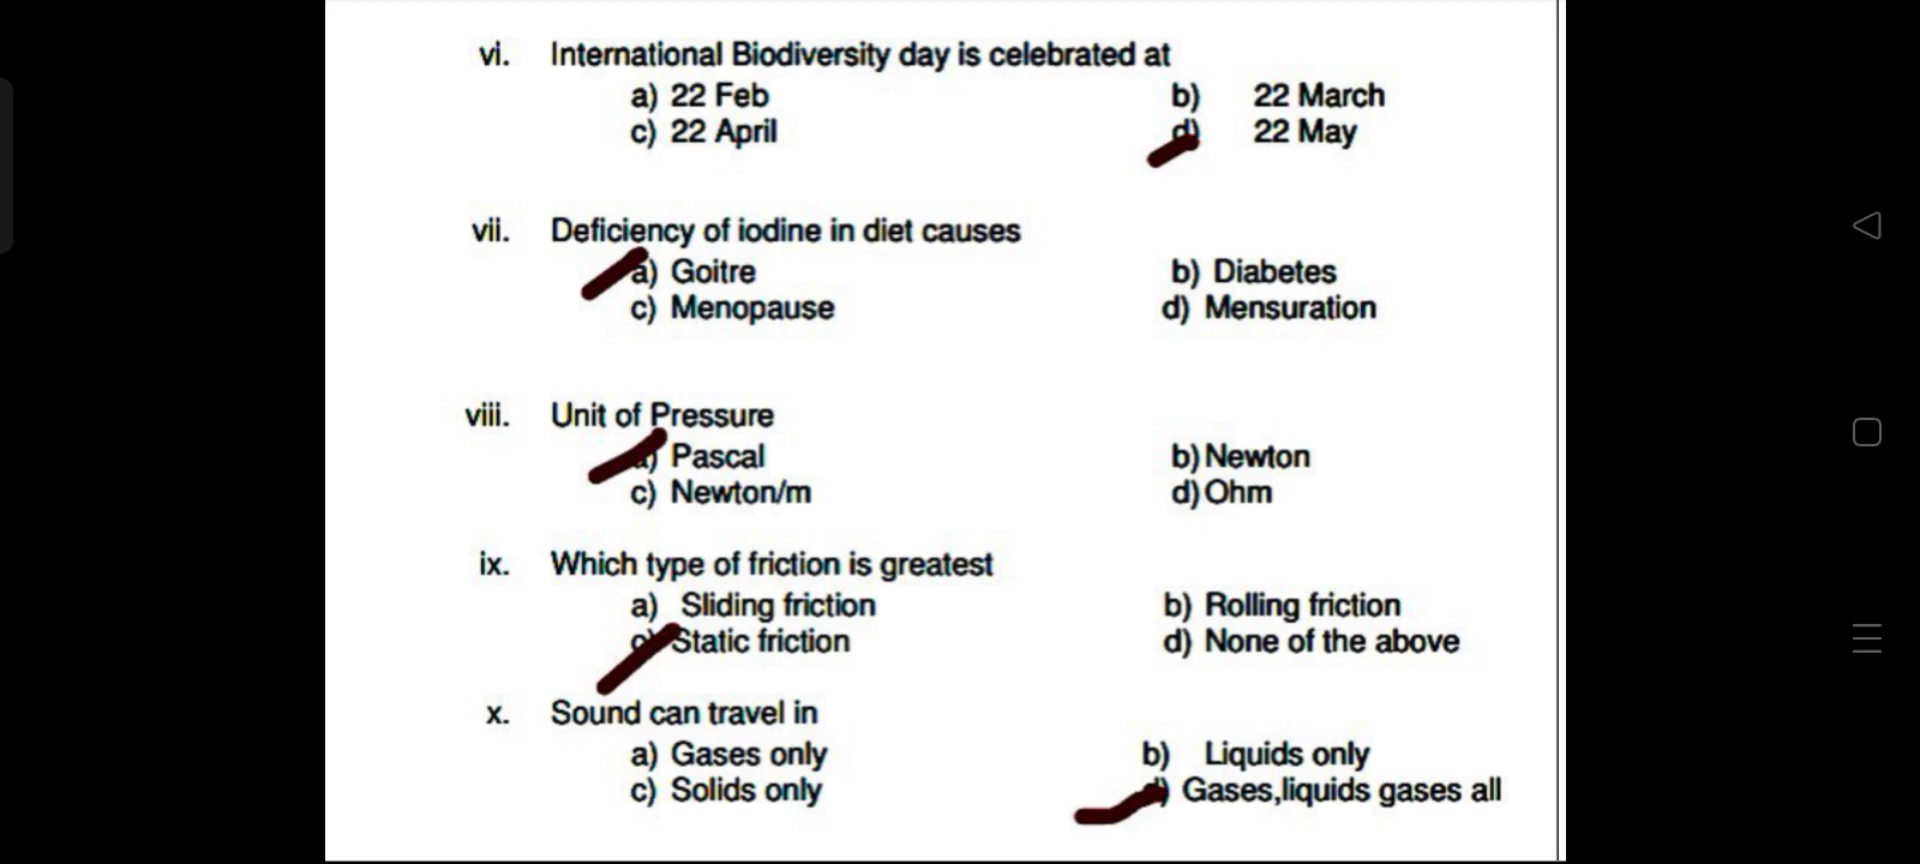 vi. International Biodiversity day is celebrated at
a) 22 Feb b) 22 March
c) 22 April d) 22 May
vii. Deficiency of iodine in diet causes
a) Goitre b) Diabetes
c) Menopause d) Mensuration
viii. Unit of Pressure
a) Pascal b) Newton
c) Newton/m d) Ohm
ix. Which type of friction is greatest
a) Sliding friction b) Rolling friction
c) Static friction d) None of the above
x. Sound can travel in
a) Gases only b) Liquids only
c) Solids only d) Gases,liquids gases all